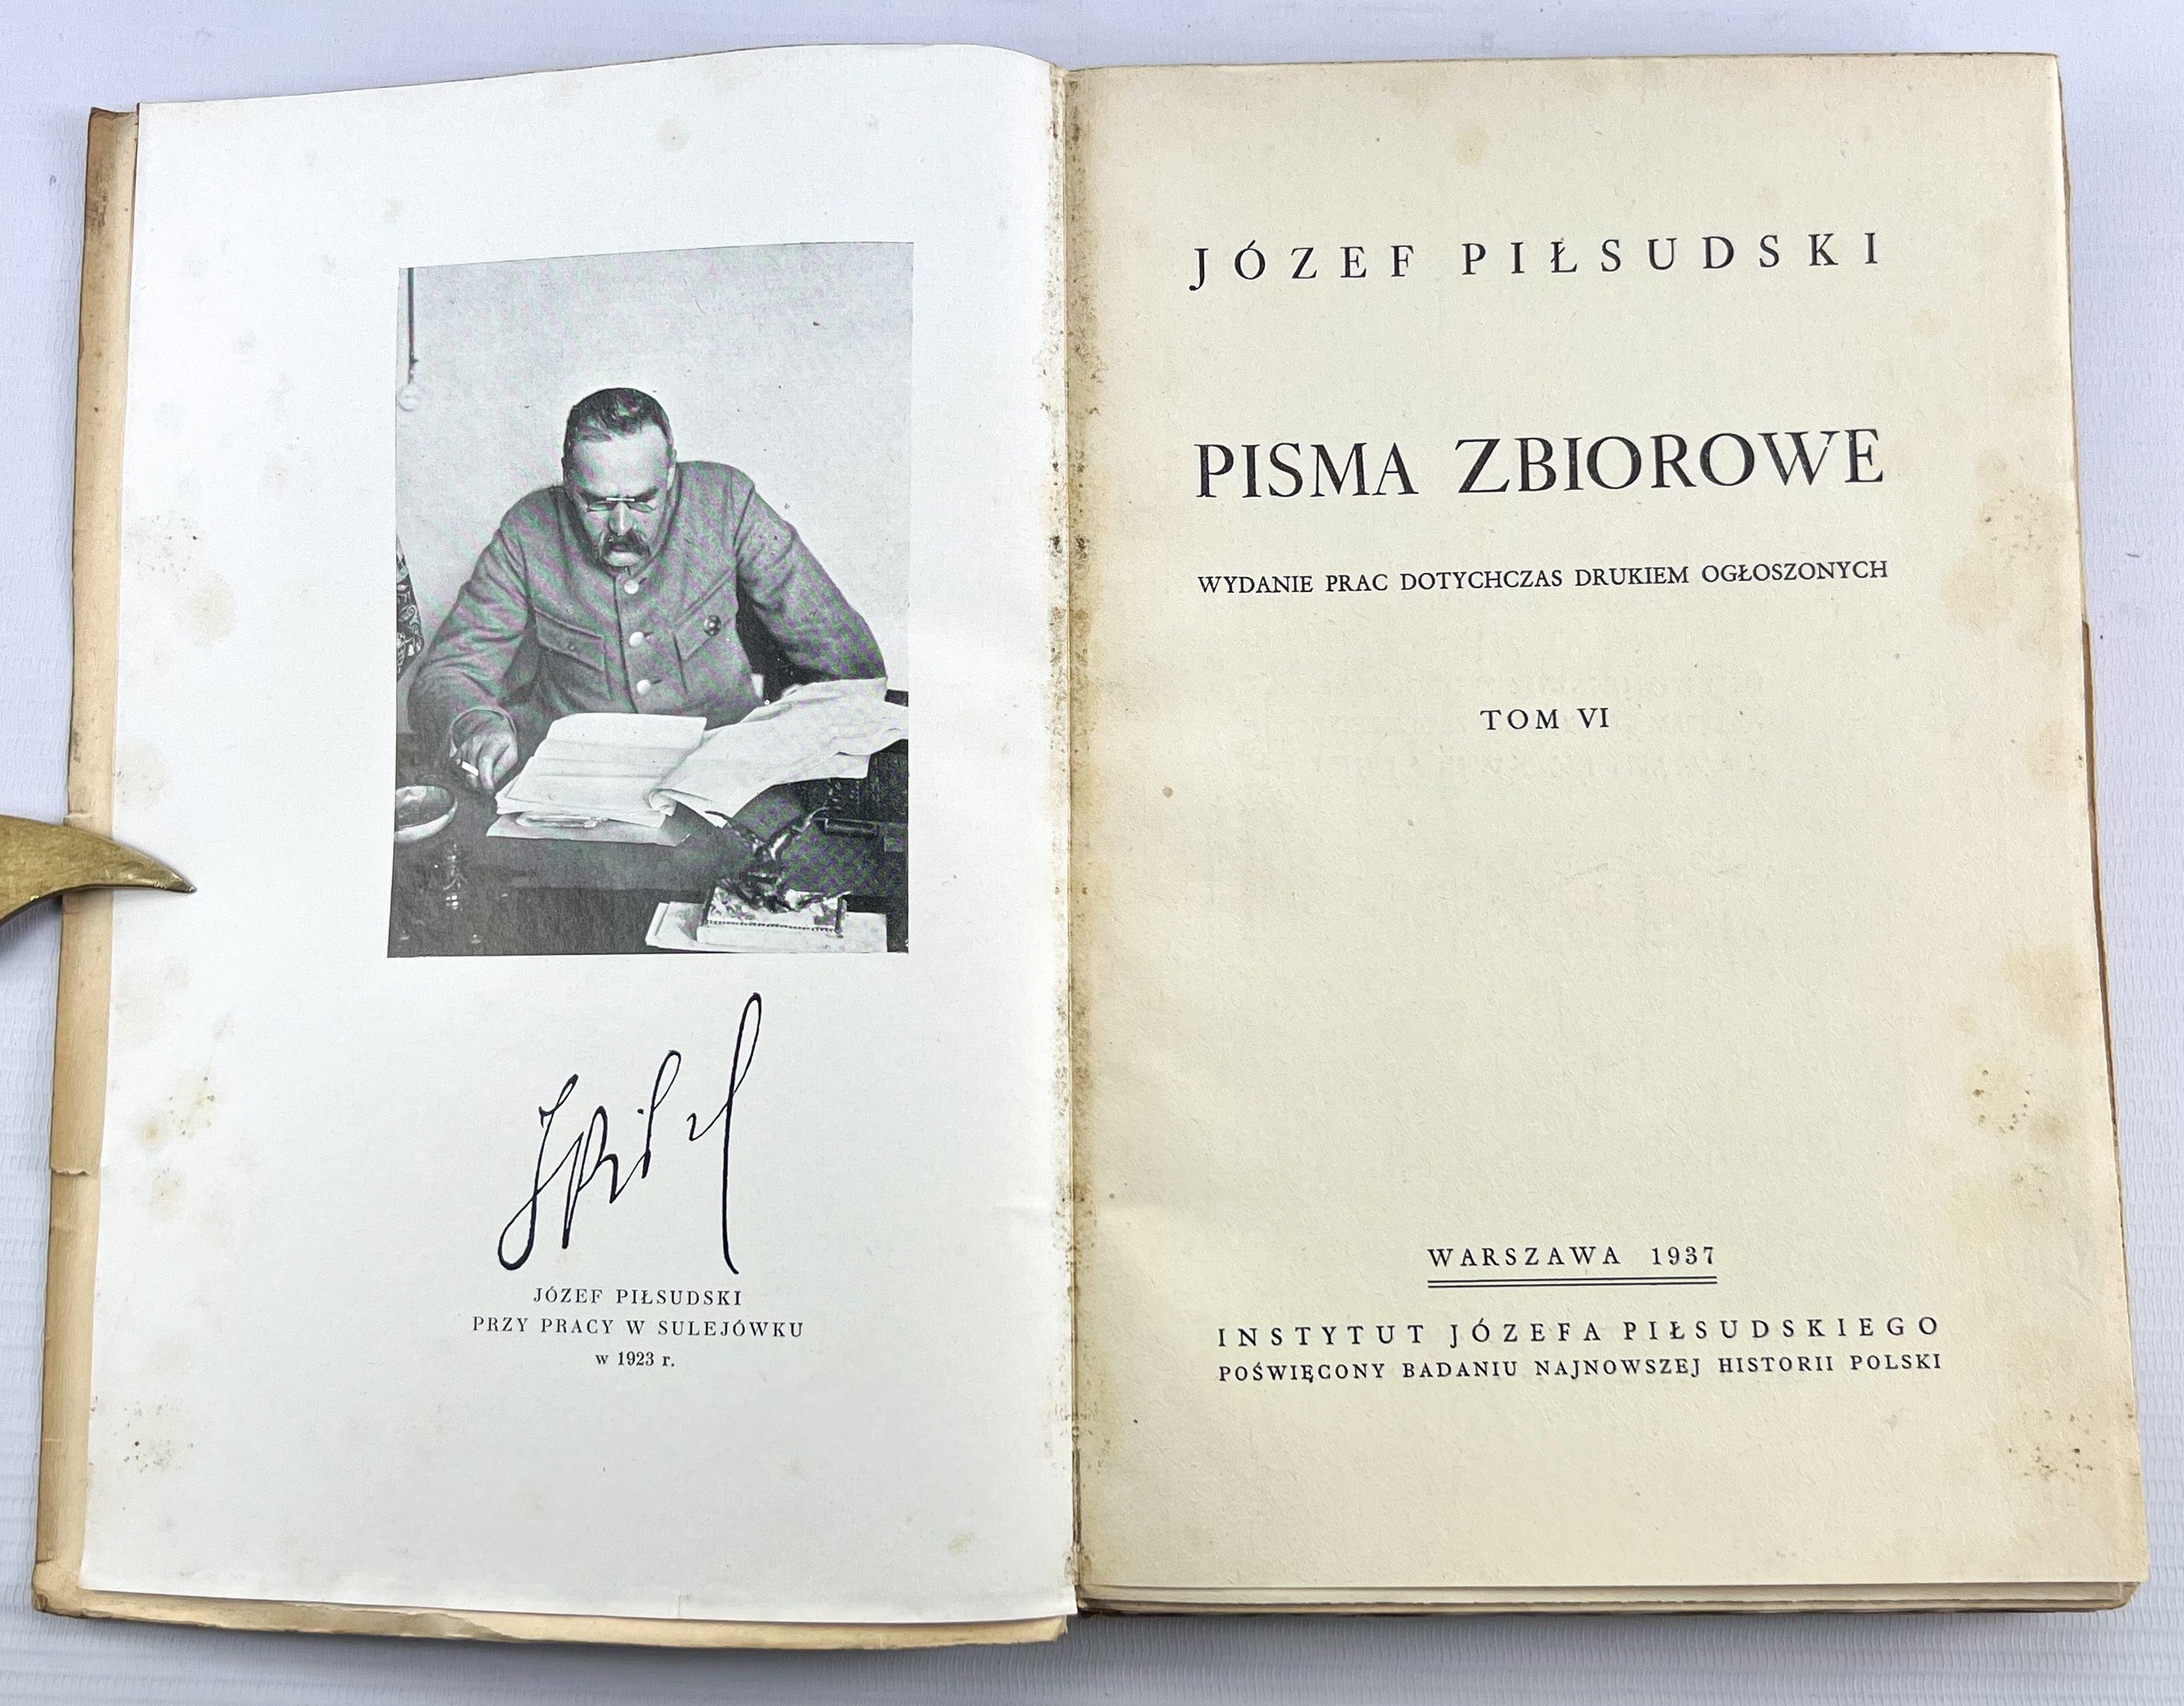 JÓZEF PIŁSUDSKI
PRZY PRACY W SULEJÓWKU
w 1923 r.
JÓZEF PIŁSUDSKI
PISMA ZBIOROWE
WYDANIE PRAC DOTYCHCZAS DRUKIEM OGŁOSZONYCH
TOM VI
WARSZAWA 1937
INSTYTUT JÓZEFA PIŁSUDSKIEGO
POŚWIĘCONY BADANIU NAJNOWSZEJ HISTORII POLSKI